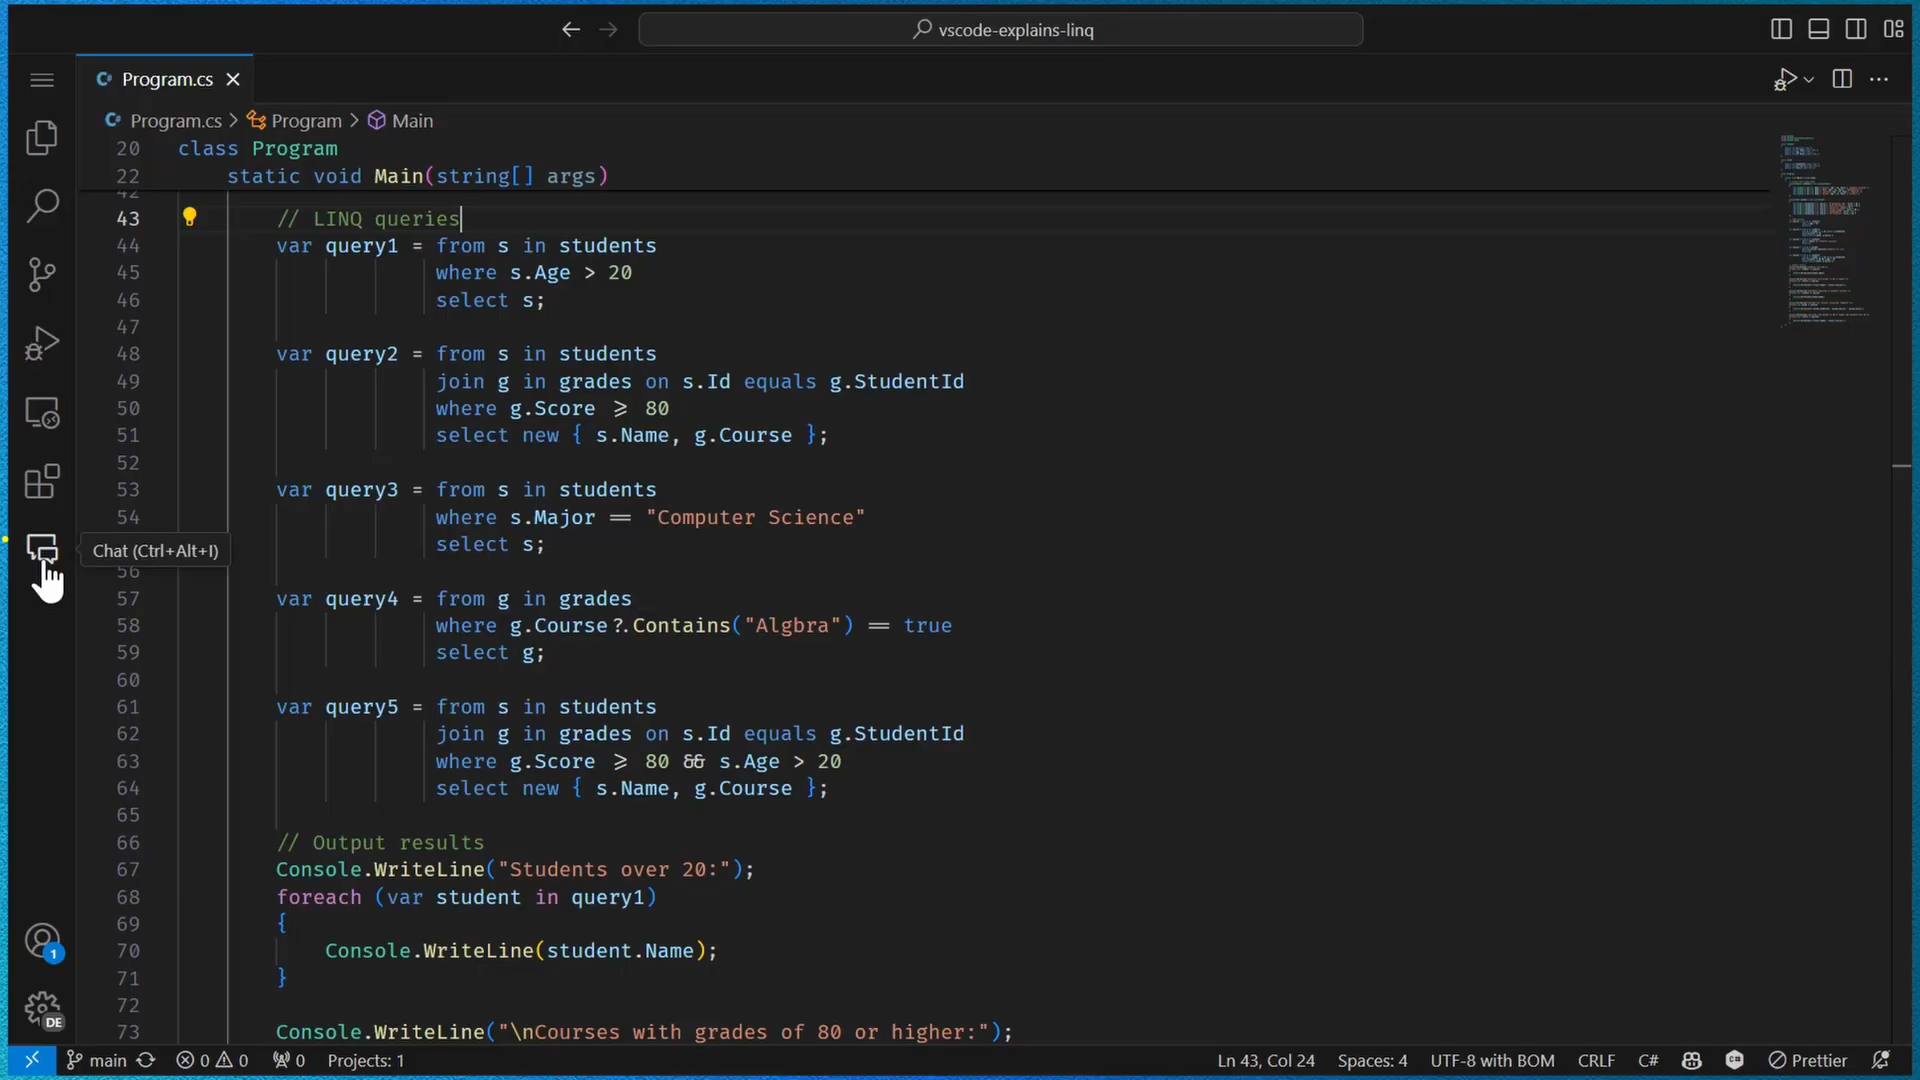 vscode-explains-linq
Program.cs
Program.cs > Program > Main
20 class Program
22 static void Main(string[] args)
42
43 // LINQ queries
44 var query1 = from s in students
45 where s.Age > 20
46 select s;
47
48 var query2 = from s in students
49 join g in grades on s.Id equals g.StudentId
50 where g.Score >= 80
51 select new { s.Name, g.Course };
52
53 var query3 = from s in students
54 where s.Major == "Computer Science"
select s;
Chat (Ctrl+Alt+I)
56
57 var query4 = from g in grades
58 where g.Course?.Contains("Algbra") == true
59 select g;
60
61 var query5 = from s in students
62 join g in grades on s.Id equals g.StudentId
63 where g.Score >= 80 && s.Age > 20
64 select new { s.Name, g.Course };
65
66 // Output results
67 Console.WriteLine("Students over 20:");
68 foreach (var student in query1)
69 {
70 Console.WriteLine(student.Name);
71 }
72
73 Console.WriteLine("\nCourses with grades of 80 or higher:");
1
DE
main 0 0 0 Projects: 1 Ln 43, Col 24 Spaces: 4 UTF-8 with BOM CRLF C# Prettier